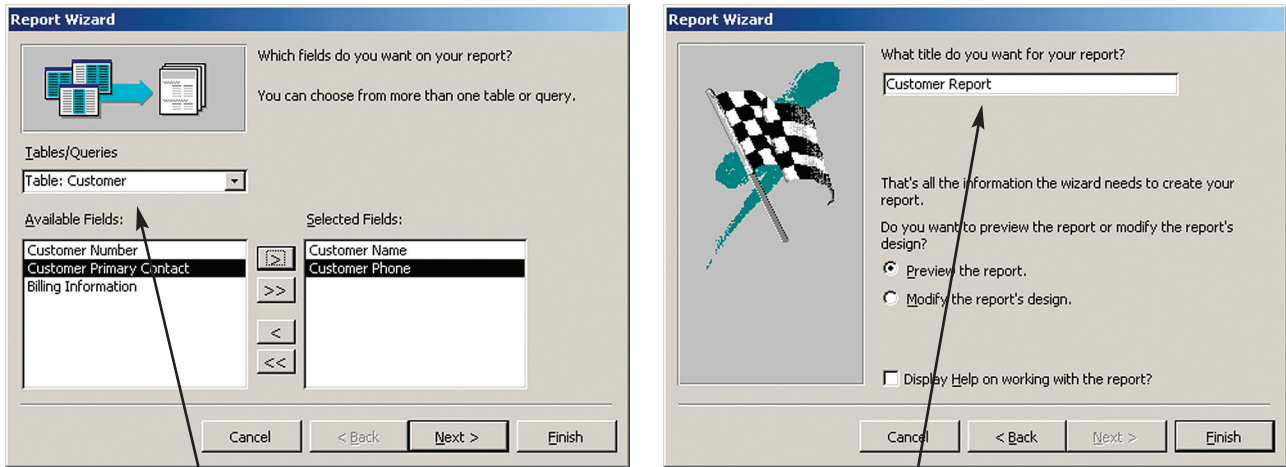 Report Wizard
Which fields do you want on your report?
You can choose from more than one table or query.
Tables/Queries
Table: Customer
Available Fields:
Selected Fields:
Customer Number
Customer Primary Contact
Billing Information
>
>>
<
<<
Customer Name
Customer Phone
Cancel
< Back
Next >
Finish
Report Wizard
What title do you want for your report?
Customer Report
That's all the information the wizard needs to create your
report.
Do you want to preview the report or modify the report's
design?
Preview the report.
Modify the report's design.
Display Help on working with the report?
Cancel
< Back
Next >
Finish